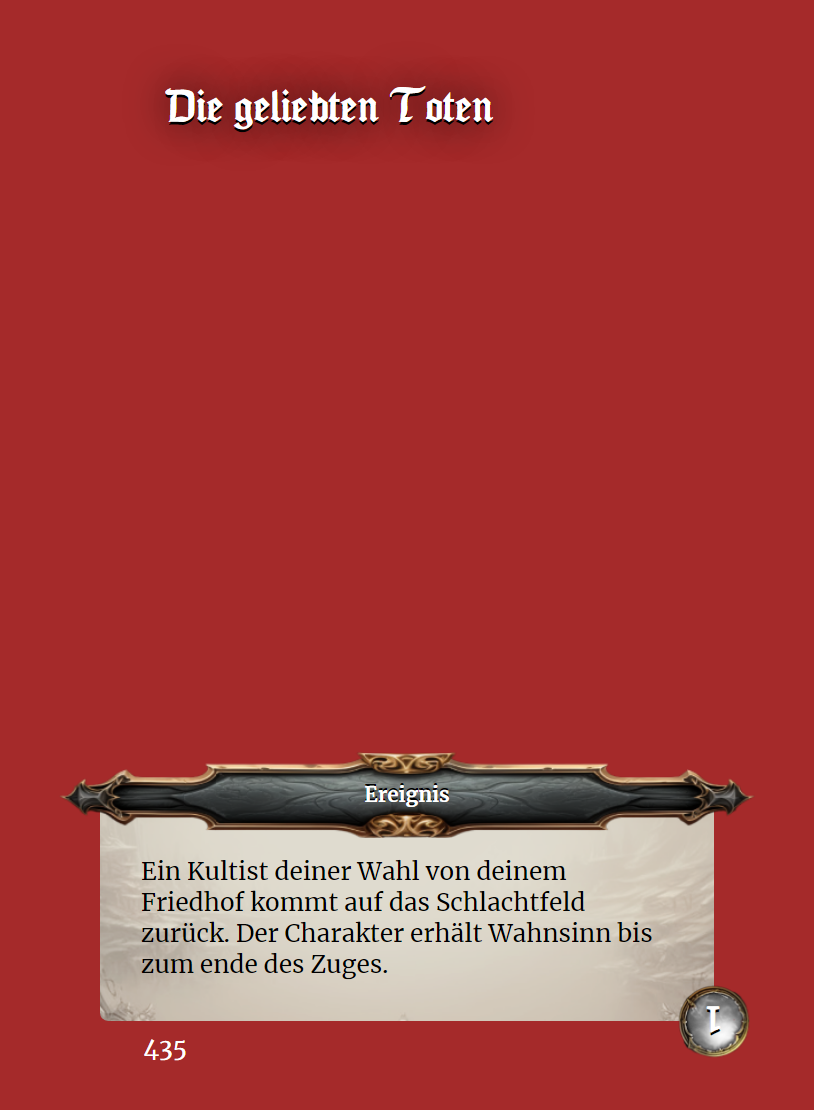 Die geliebten Toten
Ereignis
Ein Kultist deiner Wahl von deinem
Friedhof kommt auf das Schlachtfeld
zurück. Der Charakter erhält Wahnsinn bis
zum ende des Zuges.
1
435